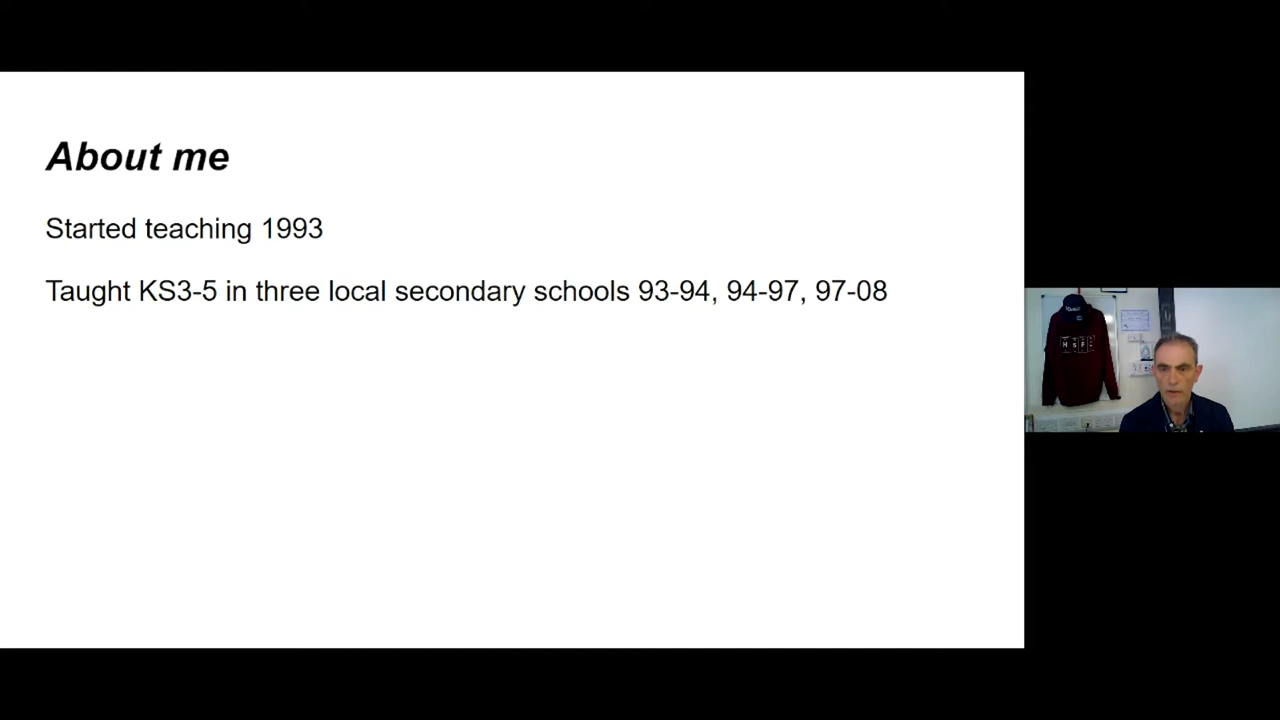 About me
Started teaching 1993
Taught KS3-5 in three local secondary schools 93-94, 94-97, 97-08